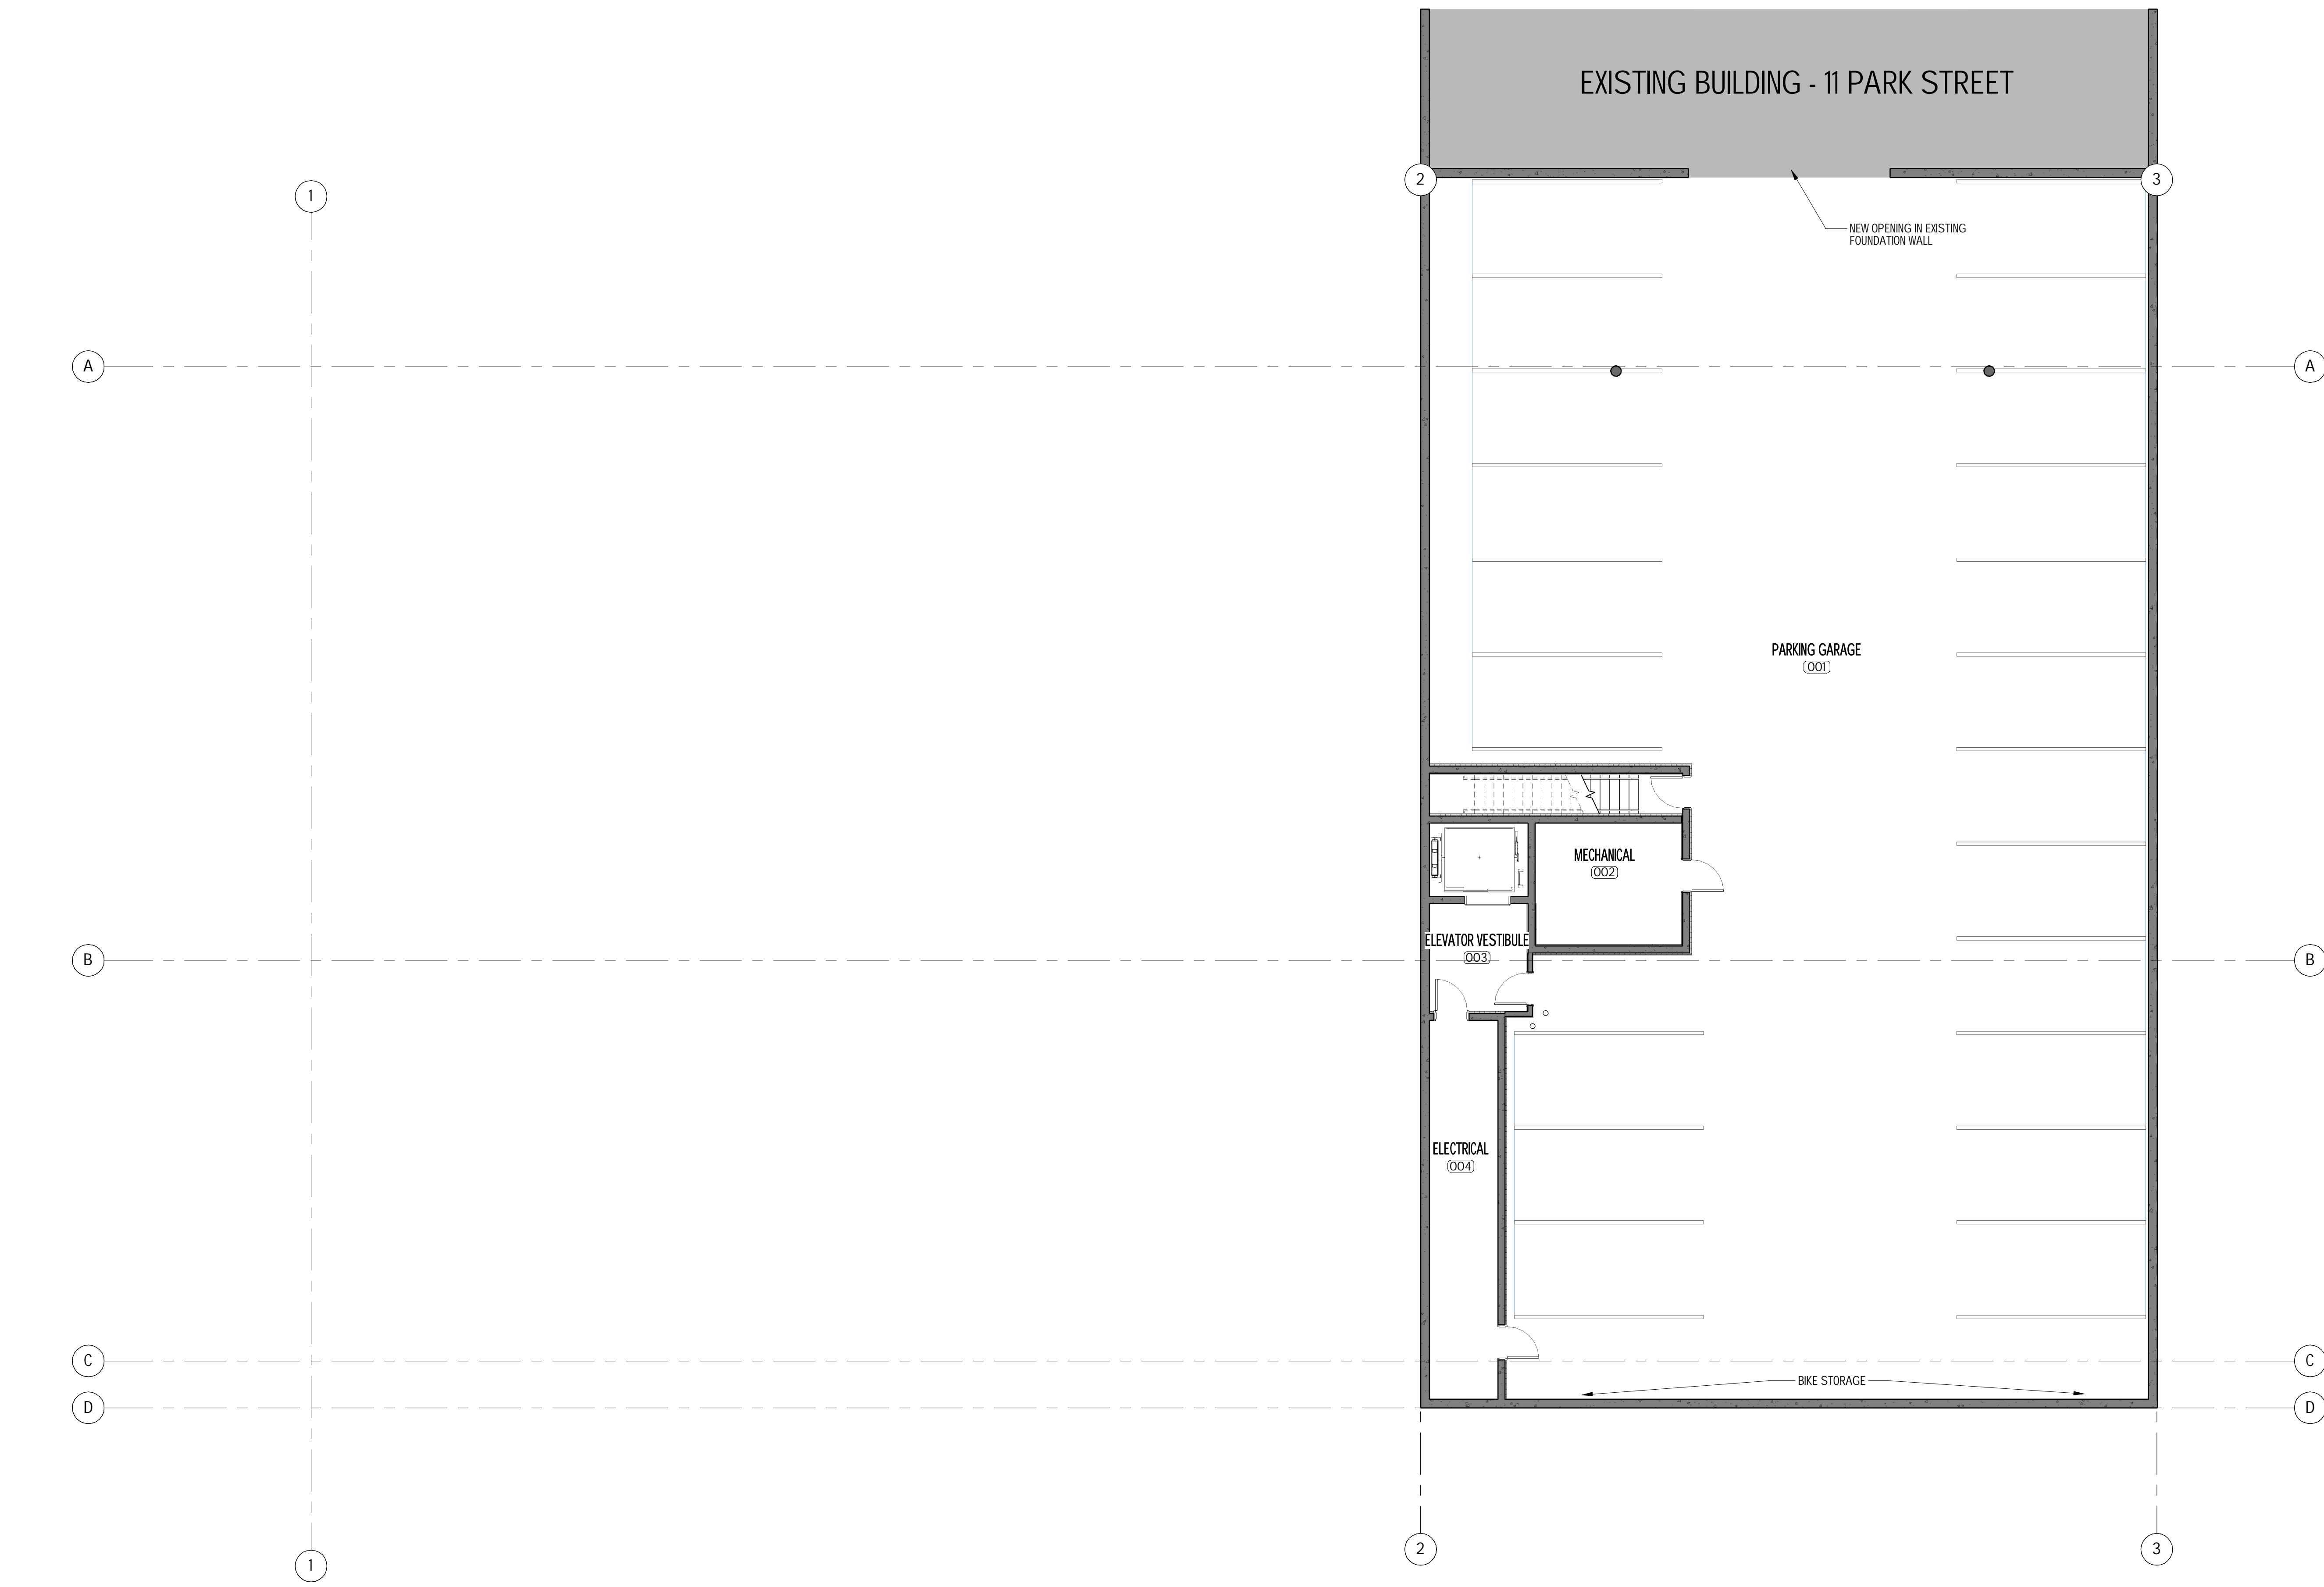 EXISTING BUILDING - 11 PARK STREET
2
3
1
NEW OPENING IN EXISTING
FOUNDATION WALL
A
A
PARKING GARAGE
001
MECHANICAL
002
ELEVATOR VESTIBULE
003
B
B
ELECTRICAL
004
C
C
BIKE STORAGE
D
D
2
3
1